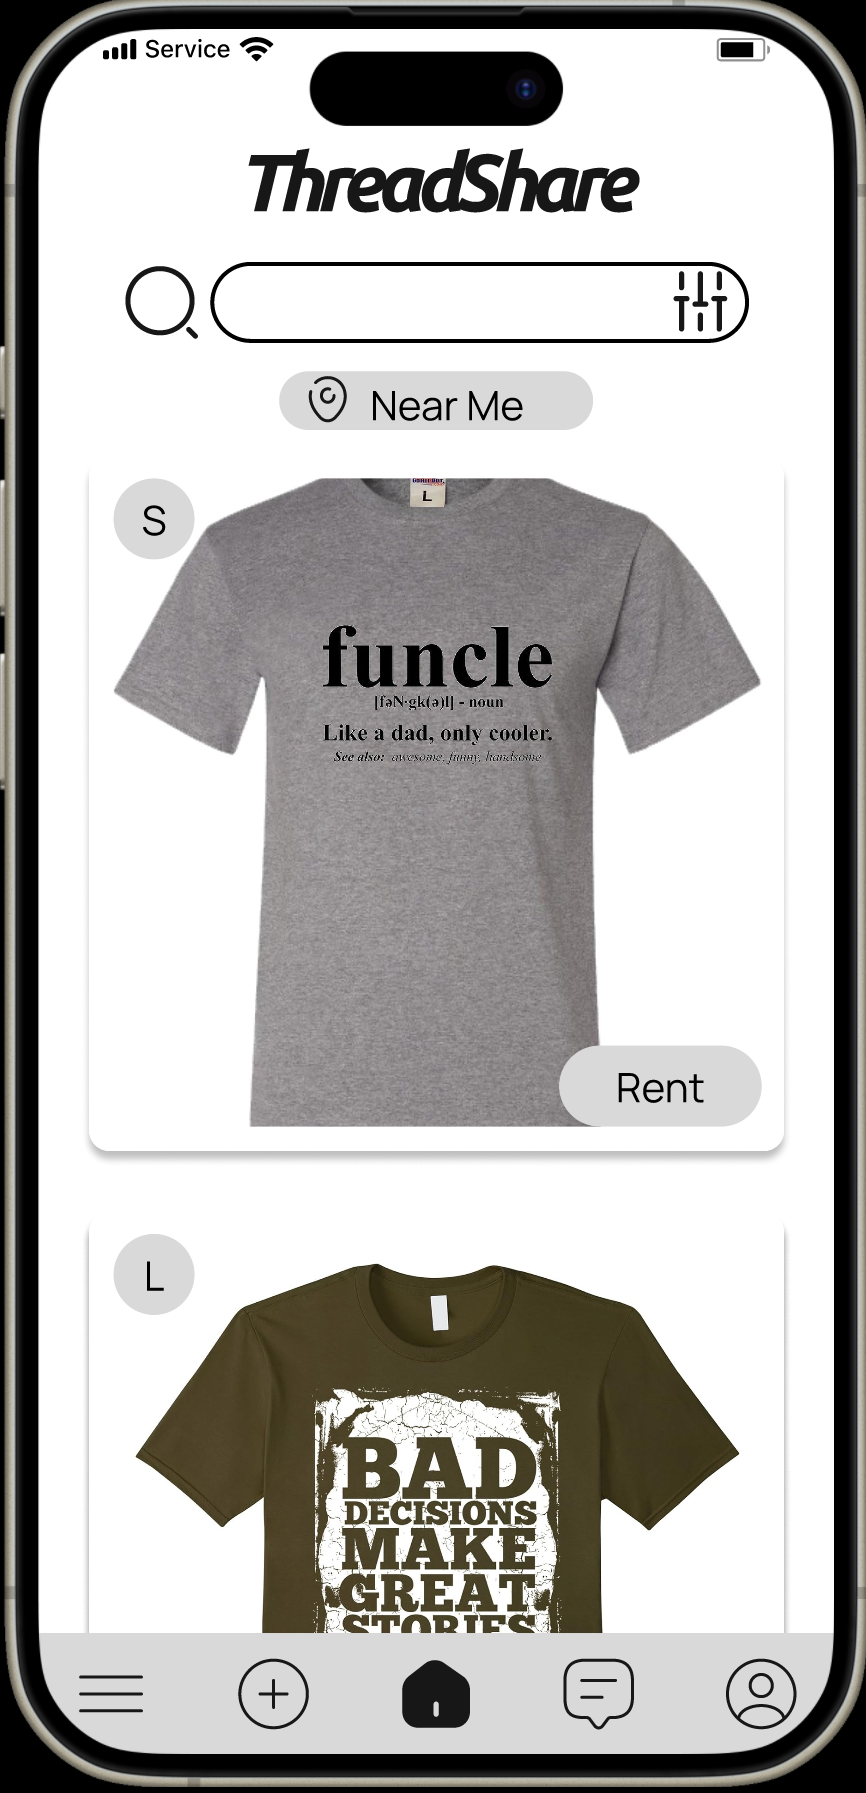 Service
ThreadShare
Near Me
S
L
funcle
[fəN·gk(ə)l] - noun
Like a dad, only cooler.
See also: awesome, funny, handsome
Rent
L
BAD
DECISIONS
MAKE
GREAT
STORIES